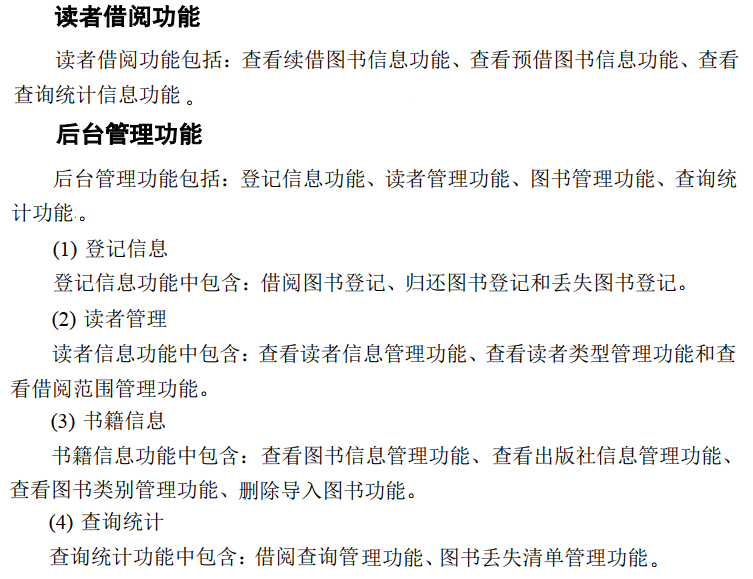 读者借阅功能
读者借阅功能包括：查看续借图书信息功能、查看预借图书信息功能、查看
查询统计信息功能。
后台管理功能
后台管理功能包括：登记信息功能、读者管理功能、图书管理功能、查询统
计功能。
(1) 登记信息
登记信息功能中包含：借阅图书登记、归还图书登记和丢失图书登记。
(2) 读者管理
读者信息功能中包含：查看读者信息管理功能、查看读者类型管理功能和查
看借阅范围管理功能。
(3) 书籍信息
书籍信息功能中包含：查看图书信息管理功能、查看出版社信息管理功能、
查看图书类别管理功能、删除导入图书功能。
(4) 查询统计
查询统计功能中包含：借阅查询管理功能、图书丢失清单管理功能。